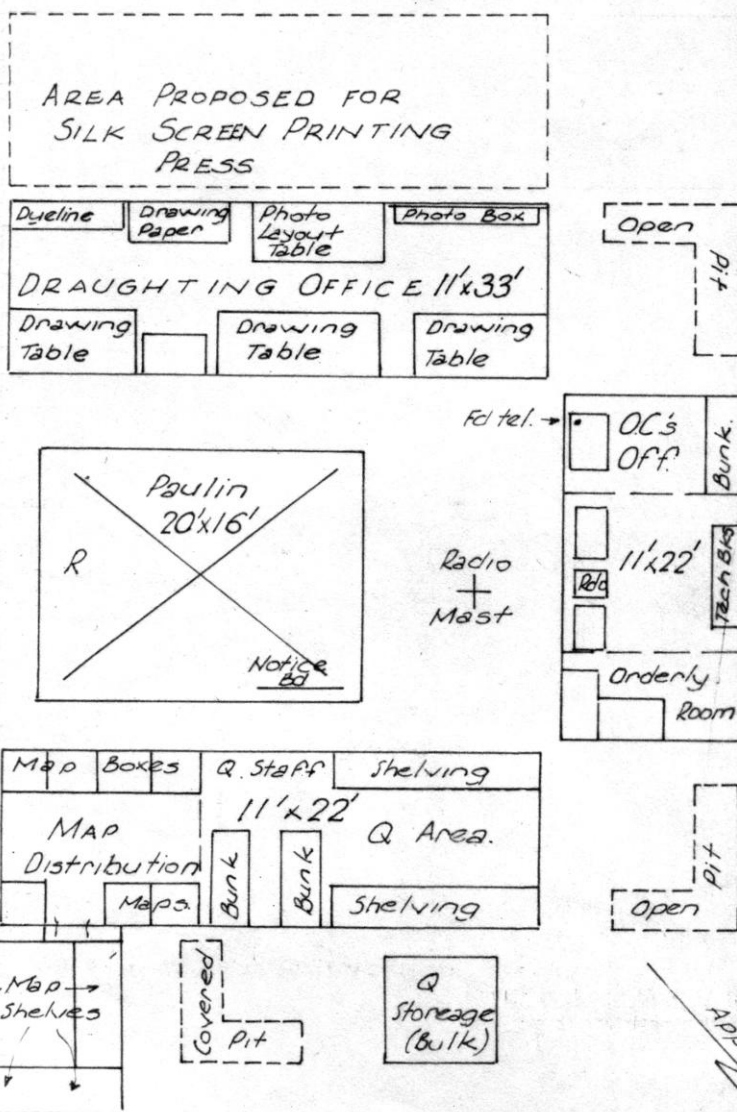 AREA PROPOSED FOR
SILK SCREEN PRINTING
PRESS
Dyeline
Drawing
Paper
Photo
Layout
Table
Photo Box
DRAUGHTING OFFICE 11'x33'
Drawing
Table
Drawing
Table
Drawing
Table
Open
Pit
Fd tel.
O.C's
Off.
Bunk.
Paulin
20'x16'
R
Notice
Bd
Radio
Mast
11'x22'
Rdo
Tech Bks
Orderly
Room
Map Boxes
Q. Staff
Shelving
11'x22'
MAP
Distribution
Q Area.
Bunk
Bunk
Maps.
Shelving
Pit
Open
Map
Shelves
Covered
Pit
Q
Storeage
(Bulk)